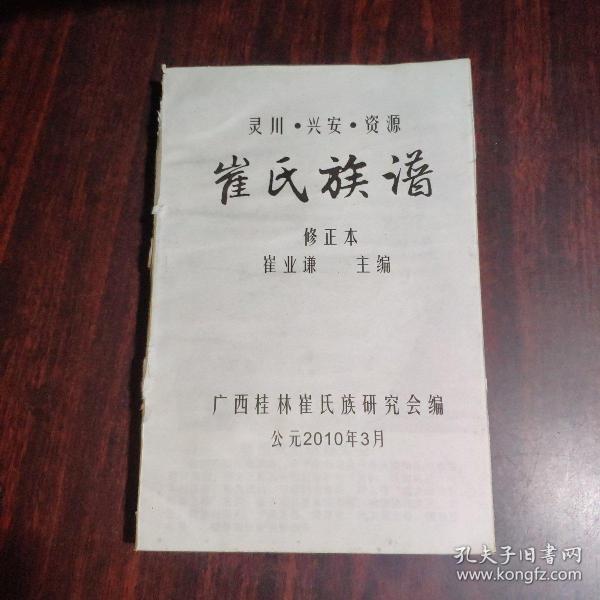 灵川·兴安·资源
崔氏族谱
修正本
崔业谦 主编
广西桂林崔氏族研究会编
公元2010年3月
孔夫子旧书网
www.kongfz.com